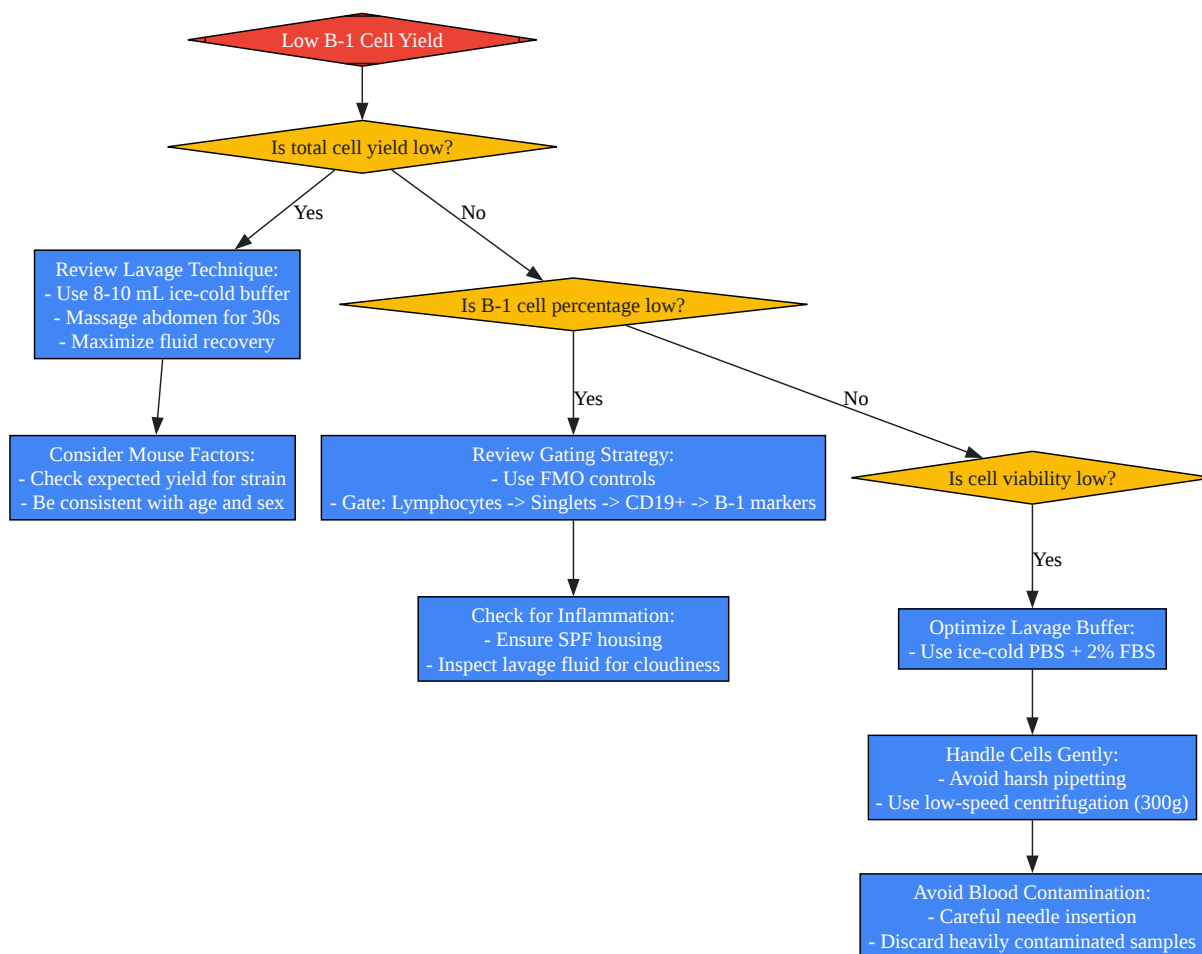 Low B-1 Cell Yield
Is total cell yield low?
Yes
No
Review Lavage Technique:
- Use 8-10 mL ice-cold buffer
- Massage abdomen for 30s
- Maximize fluid recovery
Is B-1 cell percentage low?
Yes
No
Consider Mouse Factors:
- Check expected yield for strain
- Be consistent with age and sex
Review Gating Strategy:
- Use FMO controls
- Gate: Lymphocytes -> Singlets -> CD19+ -> B-1 markers
Is cell viability low?
Yes
Check for Inflammation:
- Ensure SPF housing
- Inspect lavage fluid for cloudiness
Optimize Lavage Buffer:
- Use ice-cold PBS + 2% FBS
Handle Cells Gently:
- Avoid harsh pipetting
- Use low-speed centrifugation (300g)
Avoid Blood Contamination:
- Careful needle insertion
- Discard heavily contaminated samples